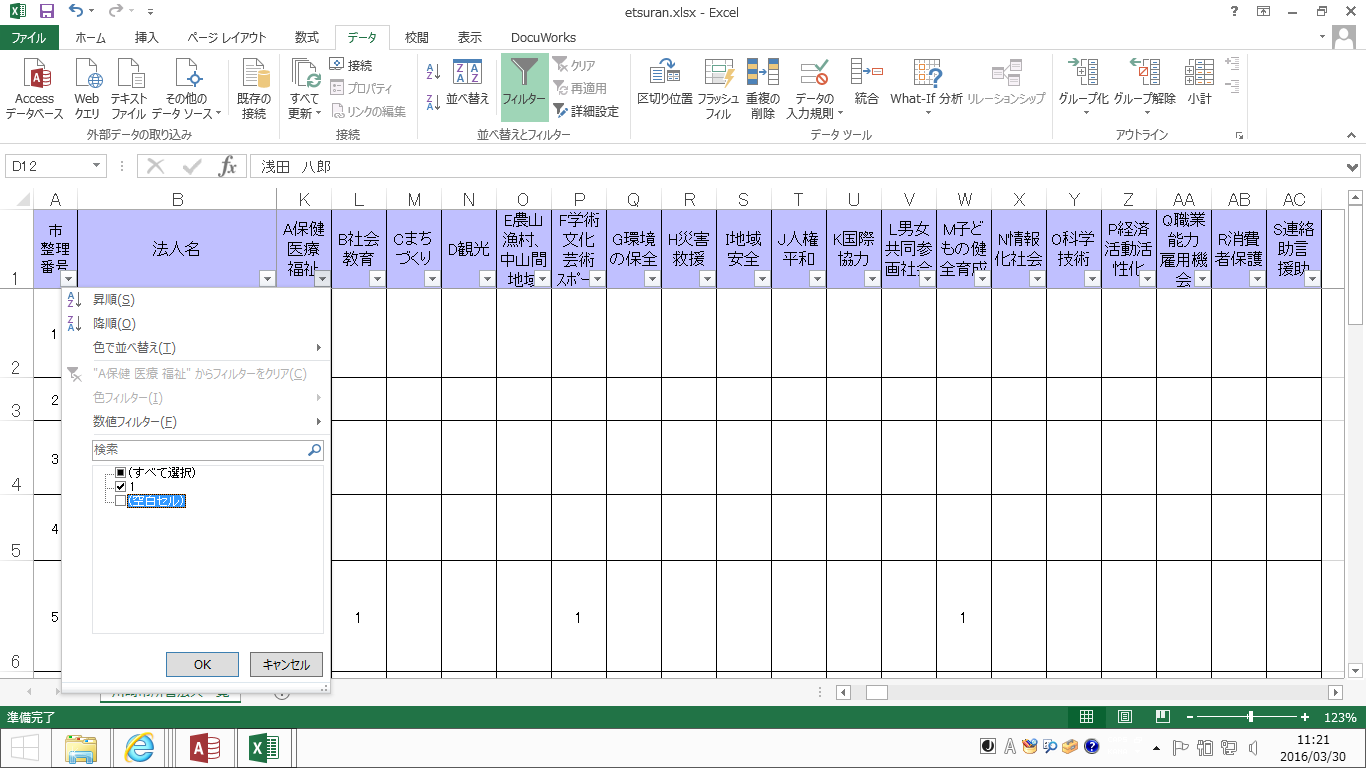 etsuran.xlsx - Excel
ファイル ホーム 挿入 ページ レイアウト 数式 データ 校閲 表示 DocuWorks
Access データベース
Web クエリ
テキスト ファイル
その他の データ ソース
既存の 接続
外部データの取り込み
すべて 更新
接続
プロパティ
リンクの編集
接続
並べ替え
フィルター
クリア
再適用
詳細設定
並べ替えとフィルター
区切り位置
フラッシュ フィル
重複の 削除
データの 入力規則
統合
What-If 分析
リレーションシップ
データ ツール
グループ化
グループ解除
小計
アウトライン
D12
fx
浅田 八郎
A B K L M N O P Q R S T U V W X Y Z AA AB AC
1
市 整理 番号
法人名
A保健 医療 福祉
B社会 教育
Cまち づくり
D観光
E農山 漁村、 中山間 地域
F学術 文化 芸術 スポー
G環境 の保全
H災害 救援
I地域 安全
J人権 平和
K国際 協力
L男女 共同参 画社会
M子ど もの健 全育成
N情報 化社会
O科学 技術
P経済 活動活 性化
Q職業 能力 雇用機 会
R消費 者保護
S連絡 助言 援助
2 1
3 2
4 3
5 4
6 5 1 1 1
昇順(S)
降順(O)
色で並べ替え(T)
"A保健 医療 福祉" からフィルターをクリア(C)
色フィルター(I)
数値フィルター(F)
検索
(すべて選択)
1
(空白セル)
OK キャンセル
準備完了
123%
11:21
2016/03/30